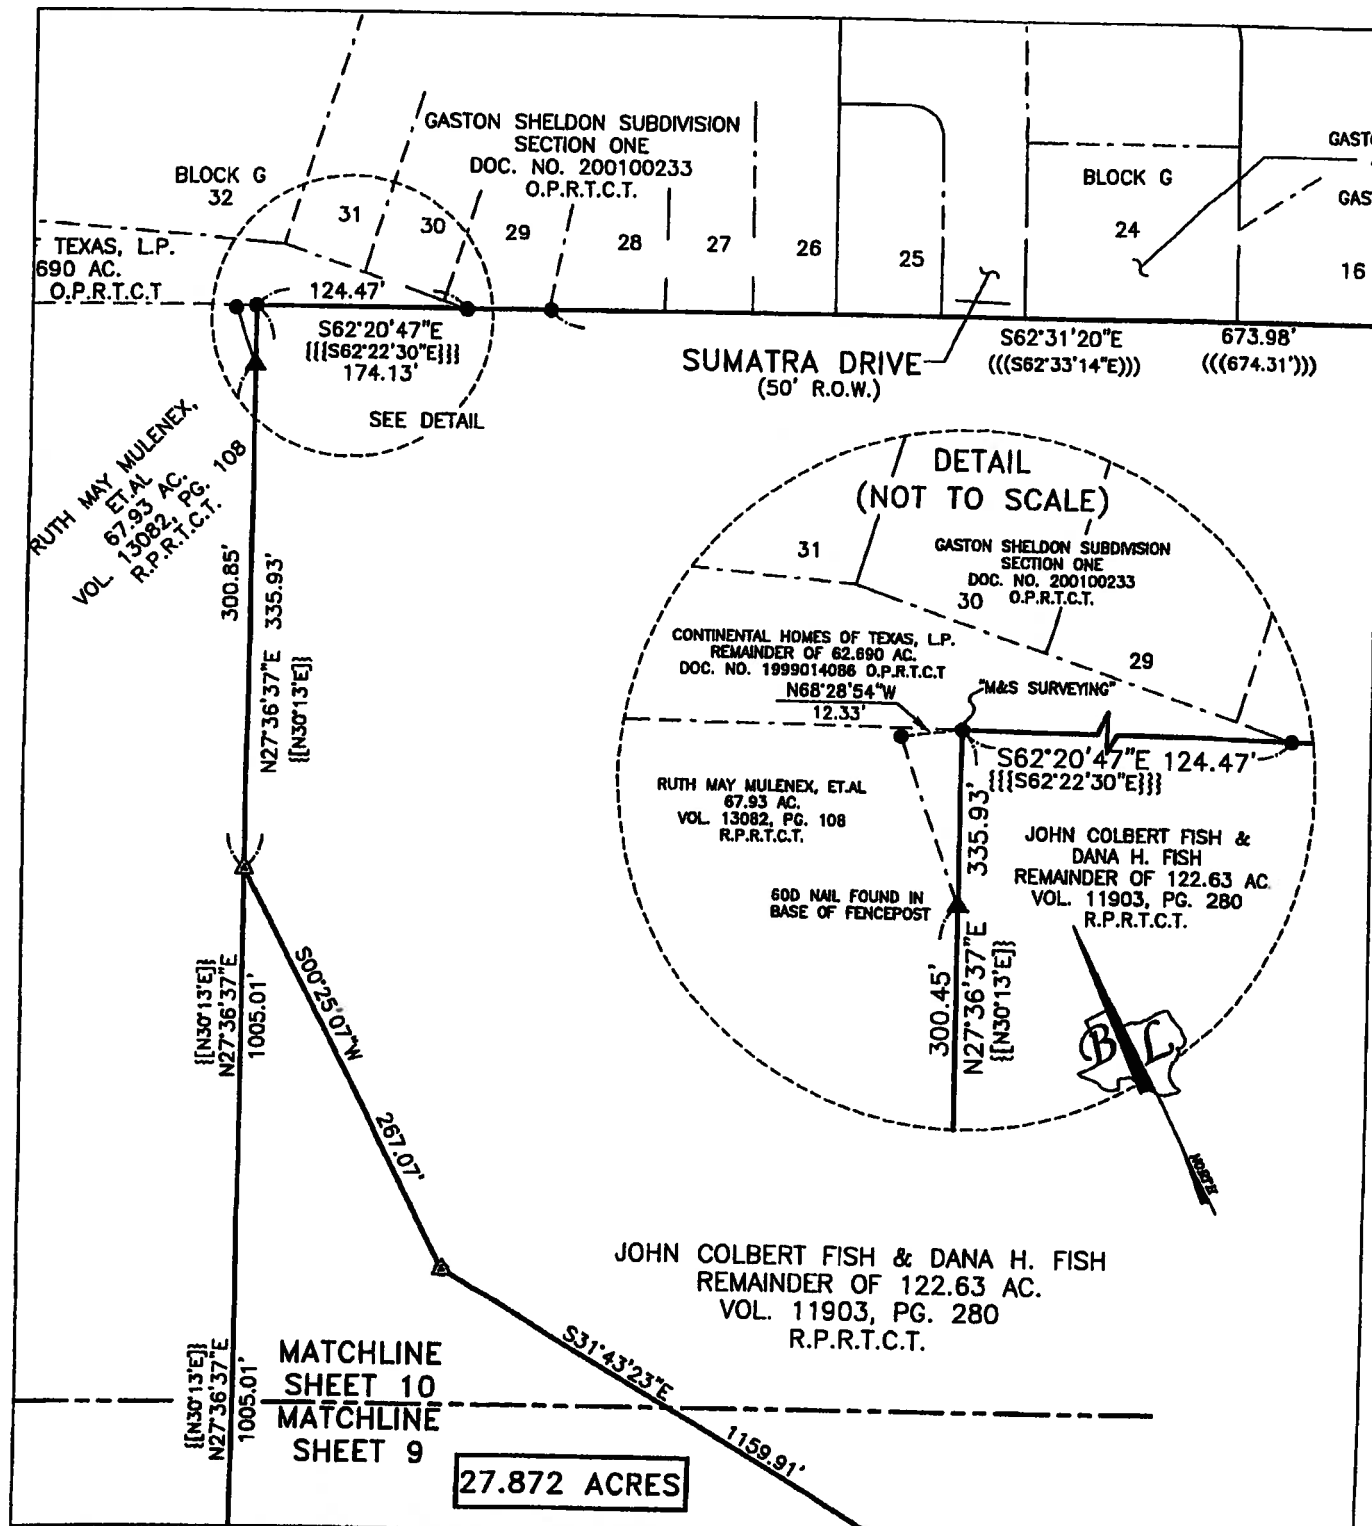 GASTON SHELDON SUBDIVISION
SECTION ONE
DOC. NO. 200100233
O.P.R.T.C.T.
BLOCK G
32
31
30
29
28
27
26
25
BLOCK G
24
16
TEXAS, L.P.
690 AC.
O.P.R.T.C.T
124.47'
S62°20'47"E
{{{S62°22'30"E}}}
174.13'
SEE DETAIL
SUMATRA DRIVE
(50' R.O.W.)
S62°31'20"E 673.98'
(((S62°33'14"E))) (((674.31')))
RUTH MAY MULENEX,
ET.AL
67.93 AC.
VOL. 13082, PG. 108
R.P.R.T.C.T.
300.85'
N27°36'37"E 335.93'
{[N30°13'E]}
DETAIL
(NOT TO SCALE)
31
GASTON SHELDON SUBDIVISION
SECTION ONE
DOC. NO. 200100233
O.P.R.T.C.T.
30
29
CONTINENTAL HOMES OF TEXAS, L.P.
REMAINDER OF 62.690 AC.
DOC. NO. 1999014086 O.P.R.T.C.T
N68°28'54"W
12.33'
"M&S SURVEYING"
S62°20'47"E 124.47'
{{{S62°22'30"E}}}
RUTH MAY MULENEX, ET.AL
67.93 AC.
VOL. 13082, PG. 108
R.P.R.T.C.T.
335.93'
JOHN COLBERT FISH &
DANA H. FISH
REMAINDER OF 122.63 AC.
VOL. 11903, PG. 280
R.P.R.T.C.T.
60D NAIL FOUND IN
BASE OF FENCEPOST
300.45'
N27°36'37"E
{[N30°13'E]}
B L
NORTH
{[N30°13'E]}
N27°36'37"E
1005.01'
S00°25'07"W
267.07'
JOHN COLBERT FISH & DANA H. FISH
REMAINDER OF 122.63 AC.
VOL. 11903, PG. 280
R.P.R.T.C.T.
S31°43'23"E
1159.91'
{[N30°13'E]}
N27°36'37"E
1005.01'
MATCHLINE
SHEET 10
MATCHLINE
SHEET 9
27.872 ACRES